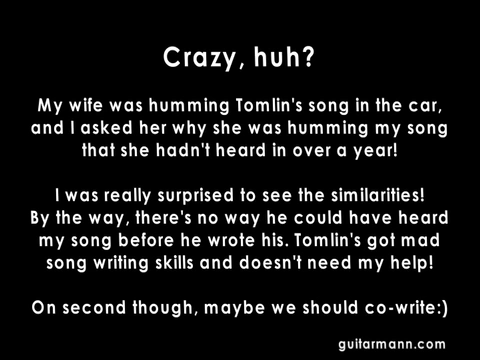 Crazy, huh?
My wife was humming Tomlin's song in the car,
and I asked her why she was humming my song
that she hadn't heard in over a year!
I was really surprised to see the similarities!
By the way, there's no way he could have heard
my song before he wrote his. Tomlin's got mad
song writing skills and doesn't need my help!
On second though, maybe we should co-write:)
guitarmann.com